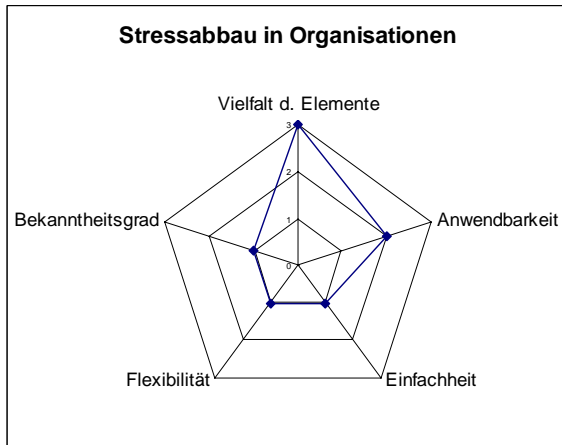 Stressabbau in Organisationen
Vielfalt d. Elemente
3
2
Bekanntheitsgrad
Anwendbarkeit
1
0
Flexibilität
Einfachheit